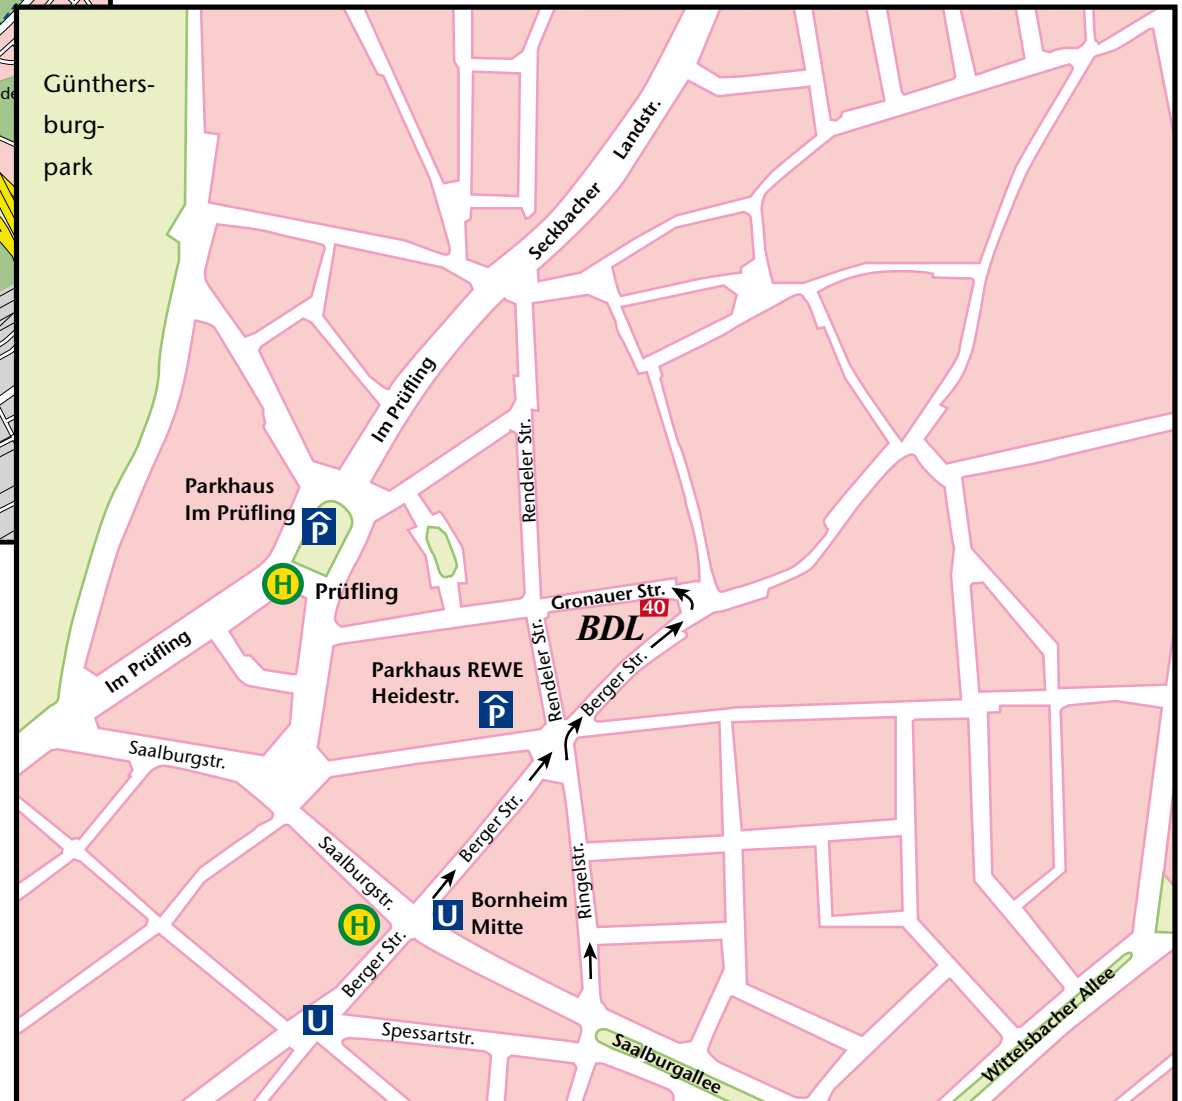 Günthers-
burg-
park
de
Landstr.
Seckbacher
Im Prüfling
Rendeler Str.
Parkhaus
Im Prüfling
P
H
Prüfling
Gronauer Str.
40
BDL
Im Prüfling
Rendeler Str.
Parkhaus REWE
Heidestr.
P
Berger Str.
Saalburgstr.
Berger Str.
Saalburgstr.
Ringelstr.
U
Bornheim
Mitte
H
Berger Str.
U
Spessartstr.
Saalburgallee
Wittelsbacher Allee